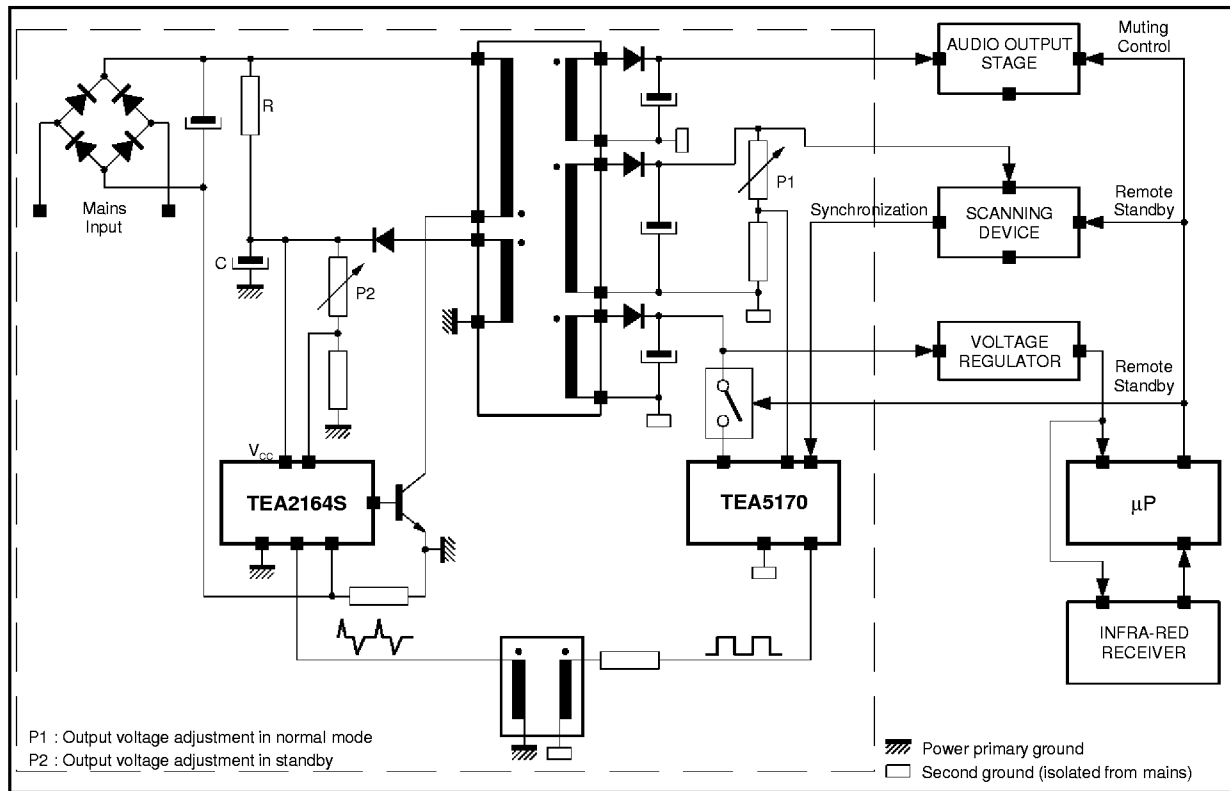 AUDIO OUTPUT
STAGE
Muting
Control
R
Mains
Input
P1
Synchronization
SCANNING
DEVICE
Remote
Standby
C
P2
VOLTAGE
REGULATOR
Remote
Standby
VCC
TEA2164S
TEA5170
µP
INFRA-RED
RECEIVER
P1 : Output voltage adjustment in normal mode
P2 : Output voltage adjustment in standby
Power primary ground
Second ground (isolated from mains)